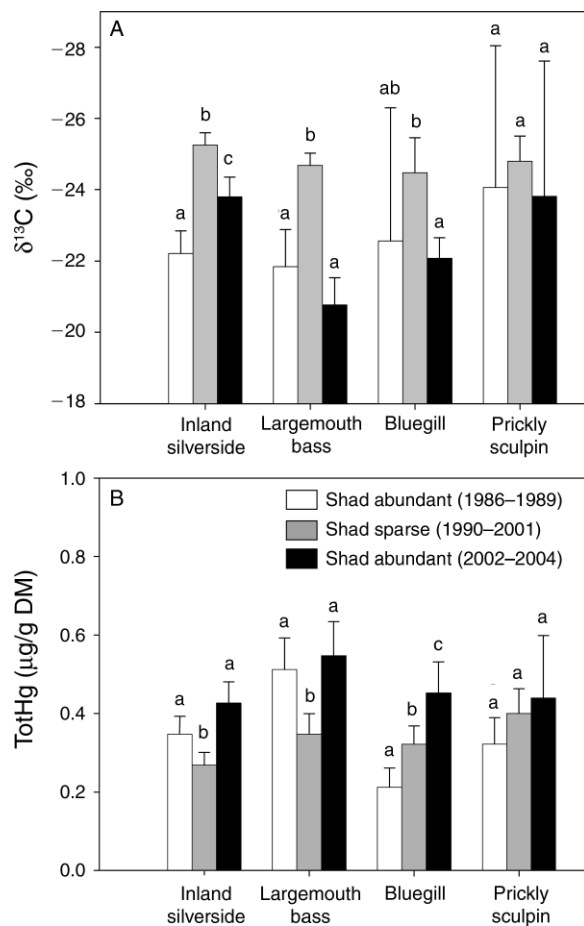 A
−28
−26
−24
−22
−20
−18
δ¹³C (‰)
a b c
a b a
ab b a
a a a
Inland silverside
Largemouth bass
Bluegill
Prickly sculpin
B
1.0
0.8
0.6
0.4
0.2
0.0
TotHg (µg/g DM)
Shad abundant (1986–1989)
Shad sparse (1990–2001)
Shad abundant (2002–2004)
a b a
a b a
a b c
a a a
Inland silverside
Largemouth bass
Bluegill
Prickly sculpin